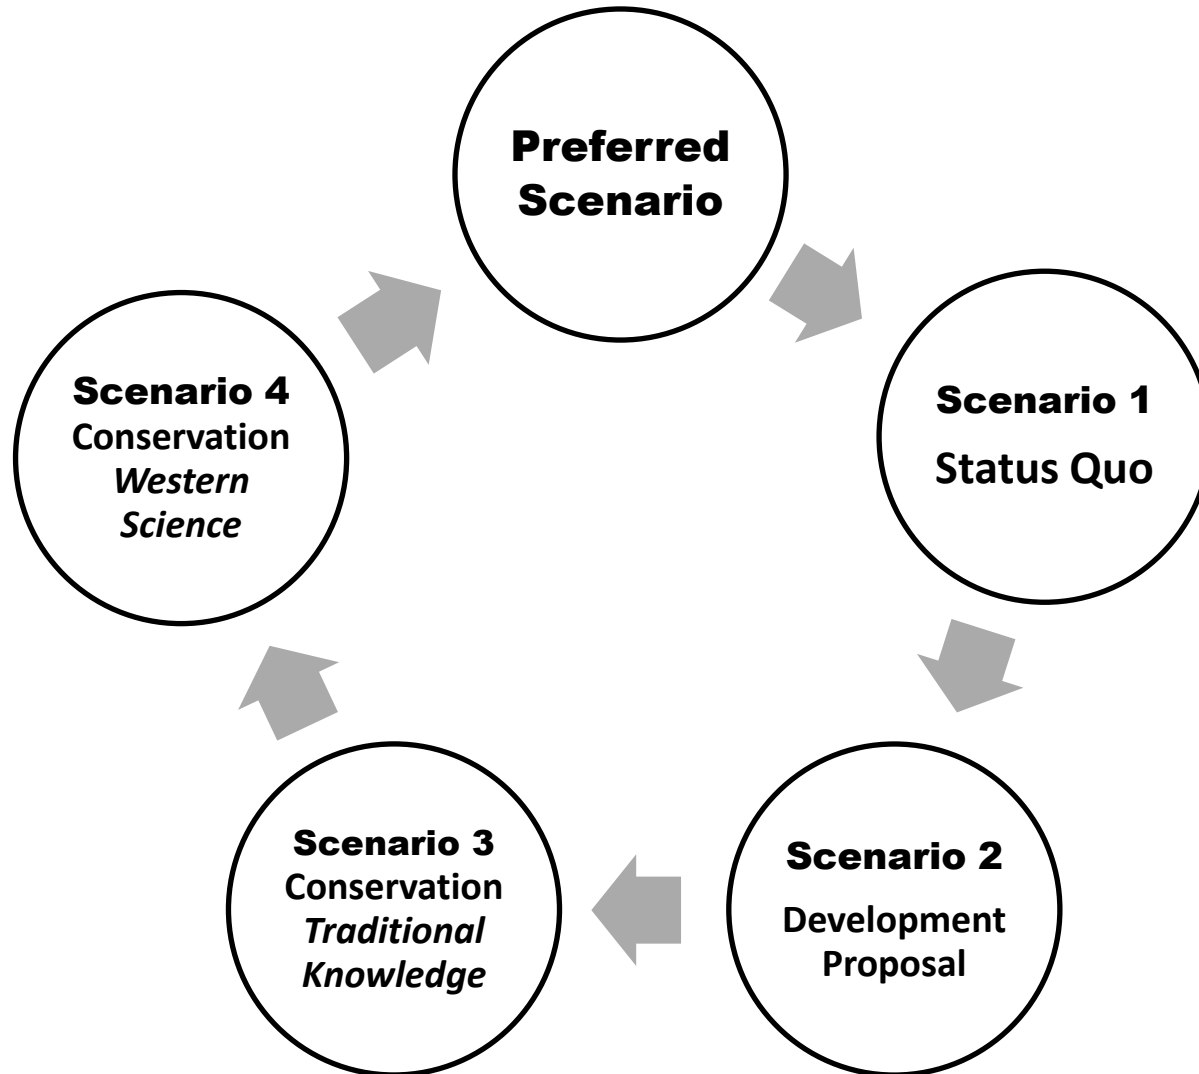 Preferred
Scenario
Scenario 1
Status Quo
Scenario 2
Development
Proposal
Scenario 3
Conservation
Traditional
Knowledge
Scenario 4
Conservation
Western
Science